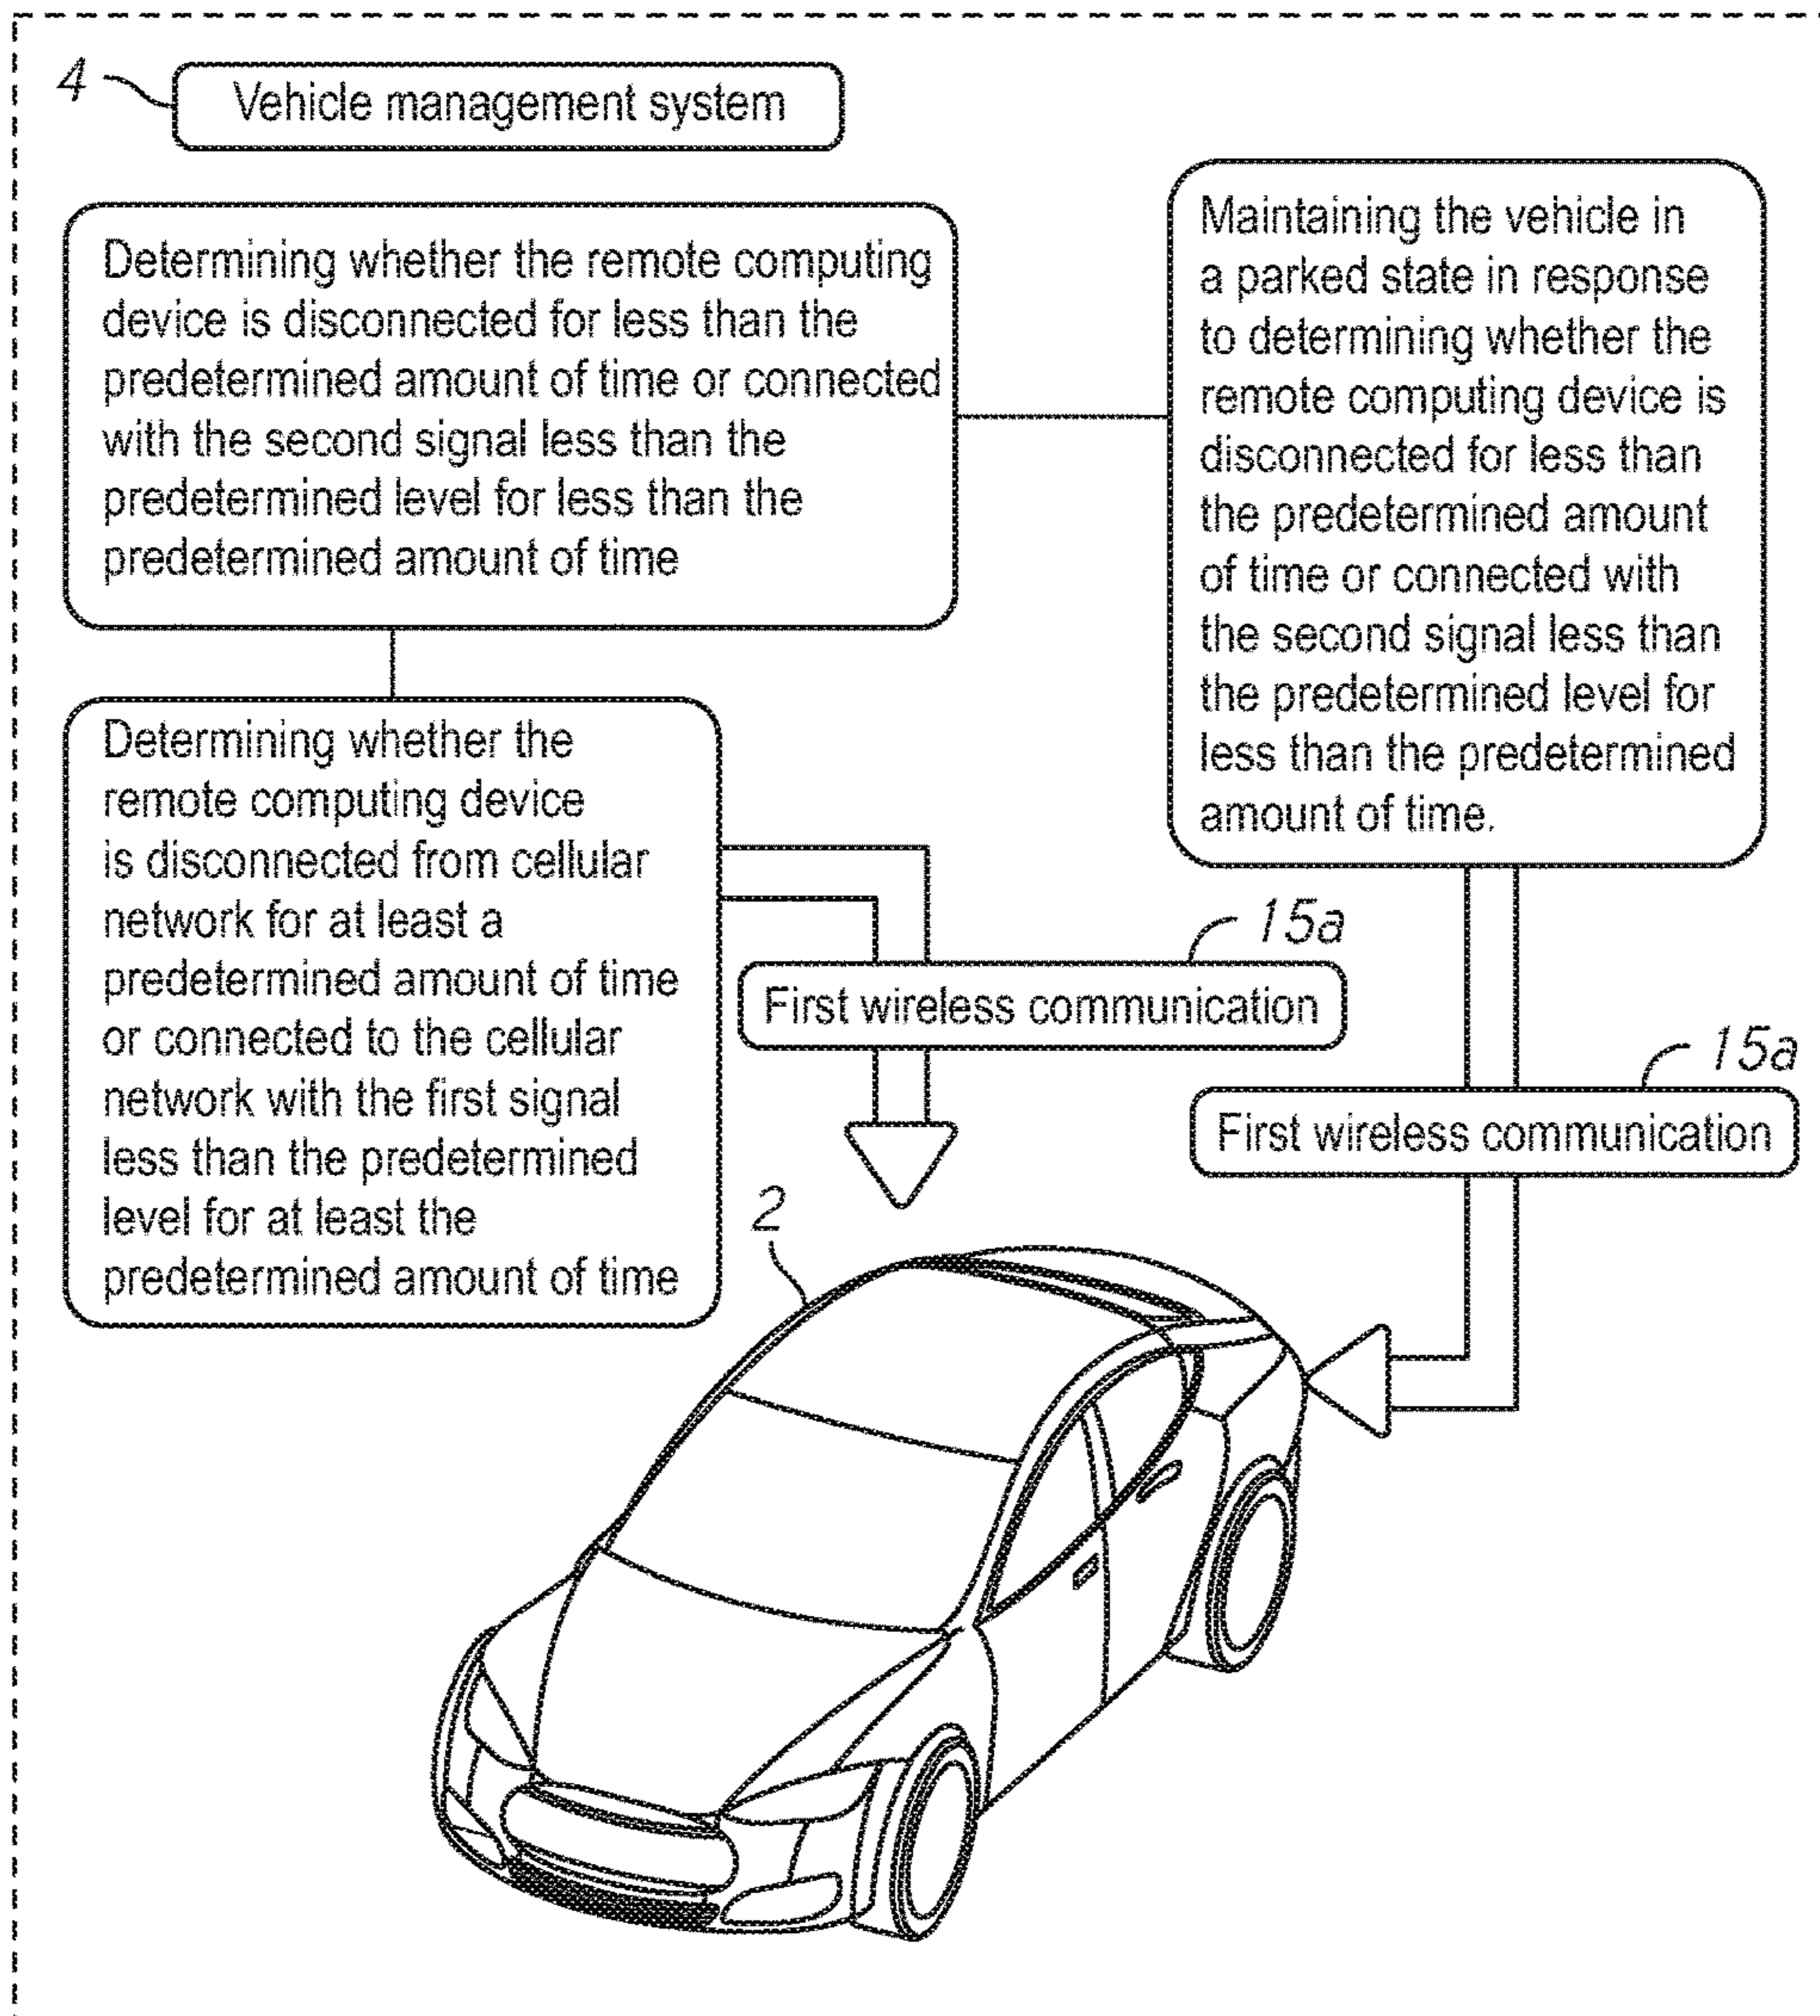 4
Vehicle management system
Determining whether the remote computing
device is disconnected for less than the
predetermined amount of time or connected
with the second signal less than the
predetermined level for less than the
predetermined amount of time
Maintaining the vehicle in
a parked state in response
to determining whether the
remote computing device is
disconnected for less than
the predetermined amount
of time or connected with
the second signal less than
the predetermined level for
less than the predetermined
amount of time.
Determining whether the
remote computing device
is disconnected from cellular
network for at least a
predetermined amount of time
or connected to the cellular
network with the first signal
less than the predetermined
level for at least the
predetermined amount of time
15a
First wireless communication
15a
First wireless communication
2